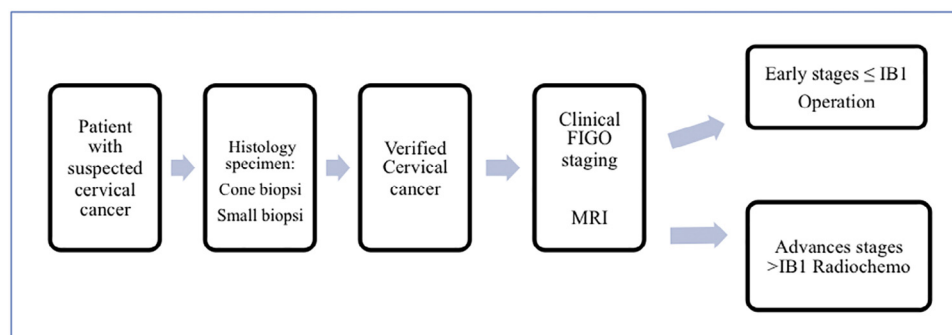 Patient
with
suspected
cervical
cancer
Histology
specimen:
Cone biopsi
Small biopsi
Verified
Cervical
cancer
Clinical
FIGO
staging
MRI
Early stages ≤ IB1
Operation
Advances stages
>IB1 Radiochemo